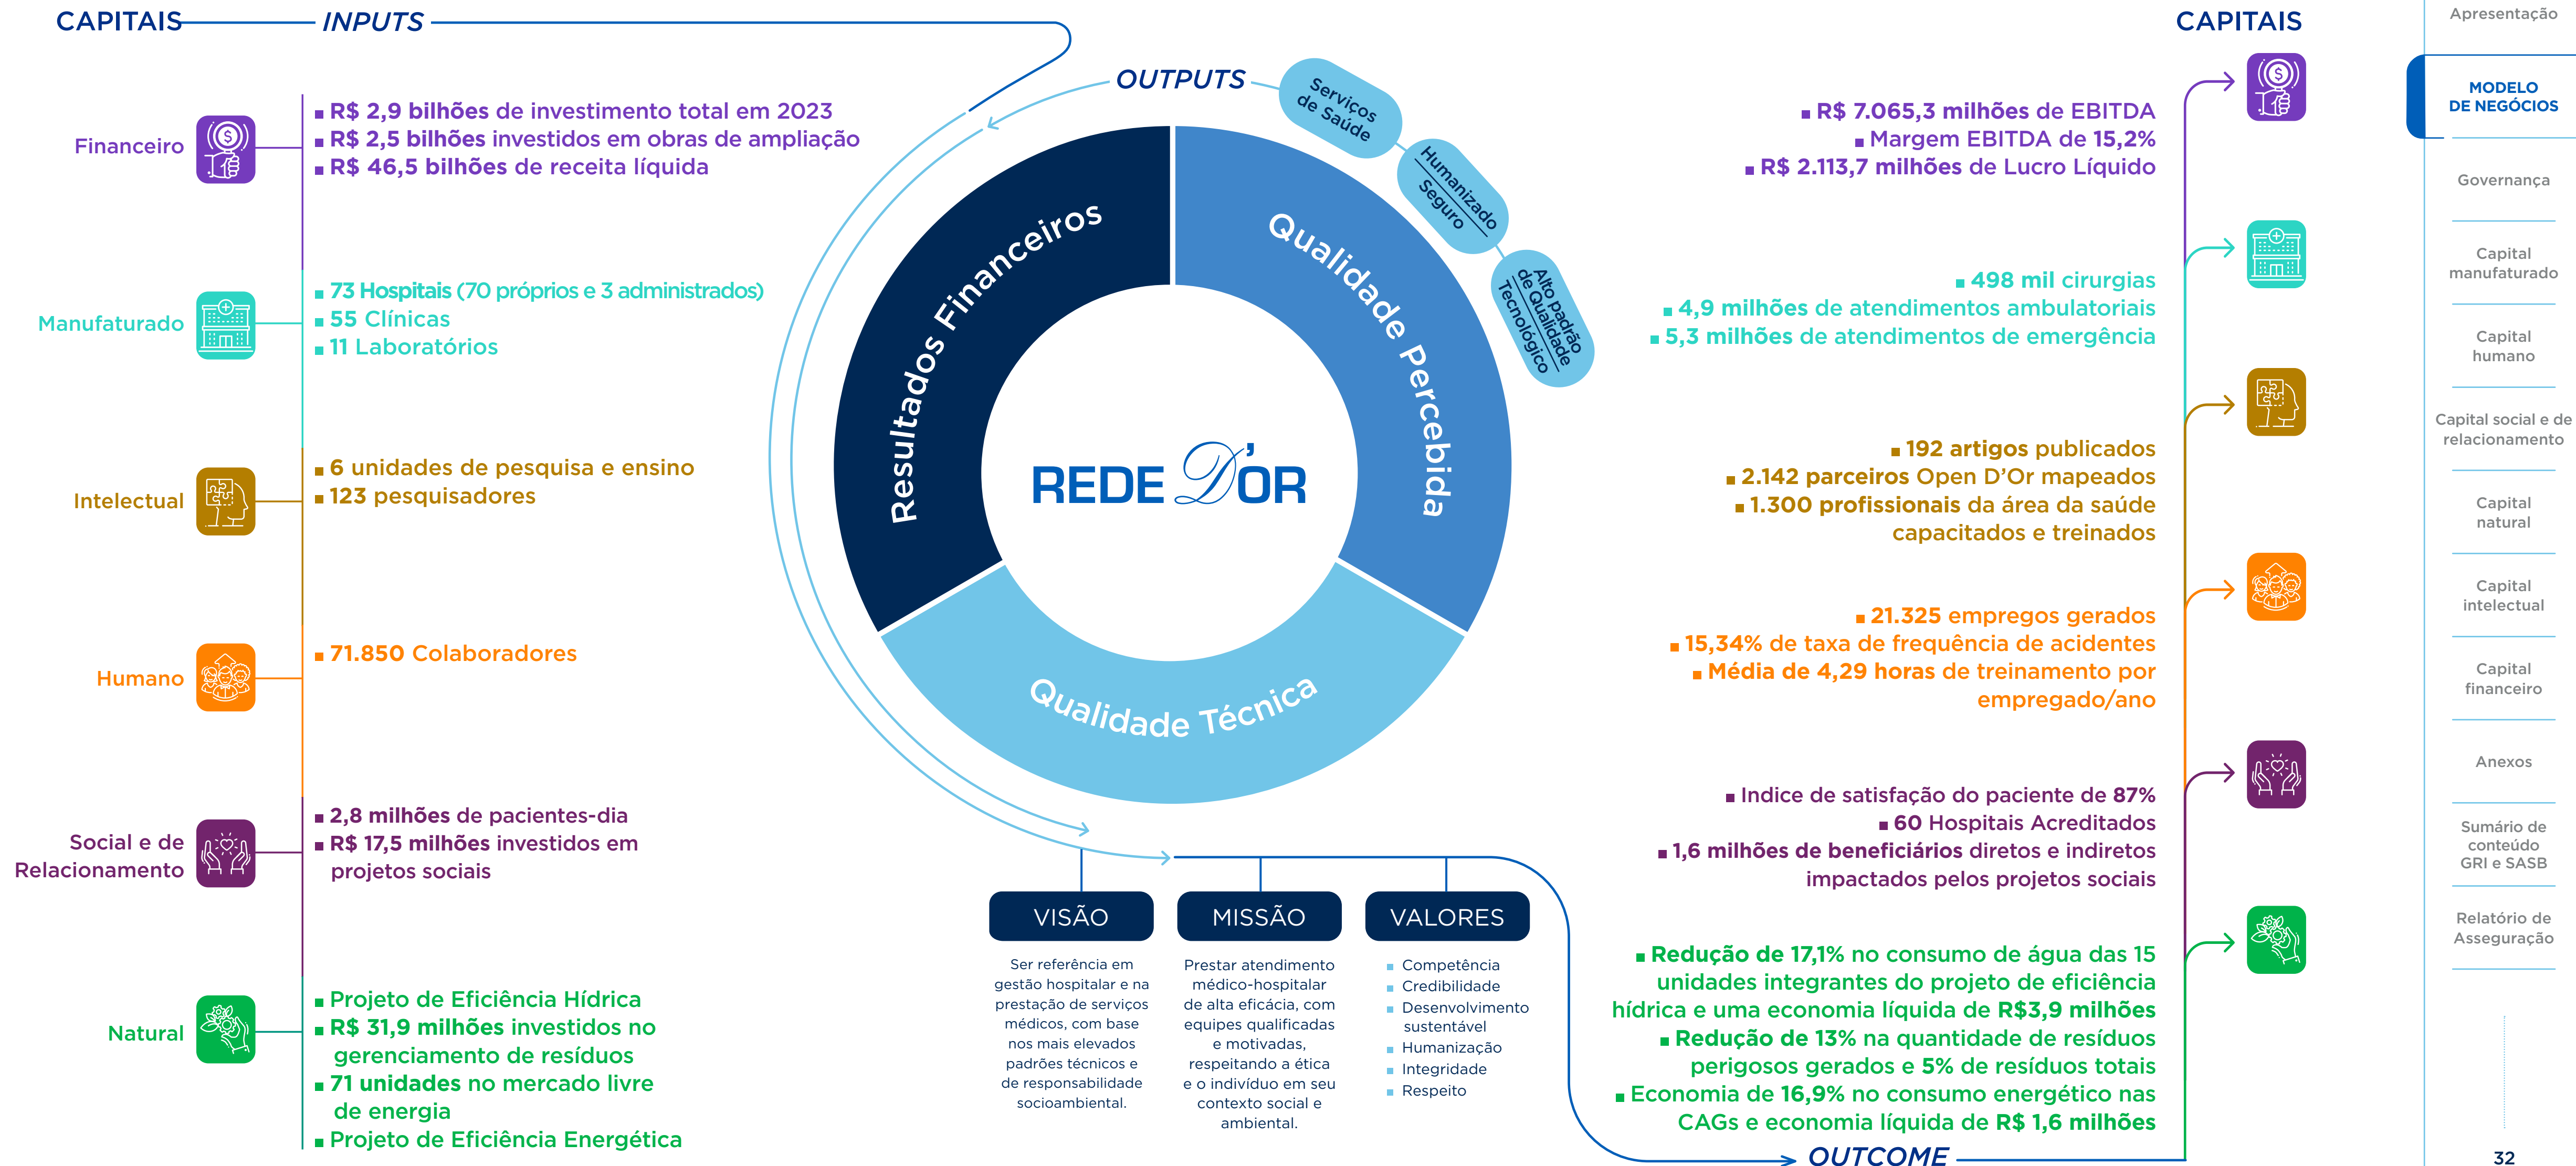 CAPITAIS
INPUTS
Financeiro
R$ 2,9 bilhões de investimento total em 2023
R$ 2,5 bilhões investidos em obras de ampliação
R$ 46,5 bilhões de receita líquida
Manufaturado
73 Hospitais (70 próprios e 3 administrados)
55 Clínicas
11 Laboratórios
Intelectual
6 unidades de pesquisa e ensino
123 pesquisadores
Humano
71.850 Colaboradores
Social e de
Relacionamento
2,8 milhões de pacientes-dia
R$ 17,5 milhões investidos em
projetos sociais
Natural
Projeto de Eficiência Hídrica
R$ 31,9 milhões investidos no
gerenciamento de resíduos
71 unidades no mercado livre
de energia
Projeto de Eficiência Energética
OUTPUTS
Serviços
de Saúde
Humanizado
Seguro
Alto padrão
de Qualidade
Tecnológico
Resultados Financeiros
Qualidade Percebida
Qualidade Técnica
REDE D'OR
VISÃO
Ser referência em
gestão hospitalar e na
prestação de serviços
médicos, com base
nos mais elevados
padrões técnicos e
de responsabilidade
socioambiental.
MISSÃO
Prestar atendimento
médico-hospitalar
de alta eficácia, com
equipes qualificadas
e motivadas,
respeitando a ética
e o indivíduo em seu
contexto social e
ambiental.
VALORES
Competência
Credibilidade
Desenvolvimento
sustentável
Humanização
Integridade
Respeito
CAPITAIS
R$ 7.065,3 milhões de EBITDA
Margem EBITDA de 15,2%
R$ 2.113,7 milhões de Lucro Líquido
498 mil cirurgias
4,9 milhões de atendimentos ambulatoriais
5,3 milhões de atendimentos de emergência
192 artigos publicados
2.142 parceiros Open D'Or mapeados
1.300 profissionais da área da saúde
capacitados e treinados
21.325 empregos gerados
15,34% de taxa de frequência de acidentes
Média de 4,29 horas de treinamento por
empregado/ano
Indice de satisfação do paciente de 87%
60 Hospitais Acreditados
1,6 milhões de beneficiários diretos e indiretos
impactados pelos projetos sociais
Redução de 17,1% no consumo de água das 15
unidades integrantes do projeto de eficiência
hídrica e uma economia líquida de R$3,9 milhões
Redução de 13% na quantidade de resíduos
perigosos gerados e 5% de resíduos totais
Economia de 16,9% no consumo energético nas
CAGs e economia líquida de R$ 1,6 milhões
OUTCOME
Apresentação
MODELO
DE NEGÓCIOS
Governança
Capital
manufaturado
Capital
humano
Capital social e de
relacionamento
Capital
natural
Capital
intelectual
Capital
financeiro
Anexos
Sumário de
conteúdo
GRI e SASB
Relatório de
Asseguração
32